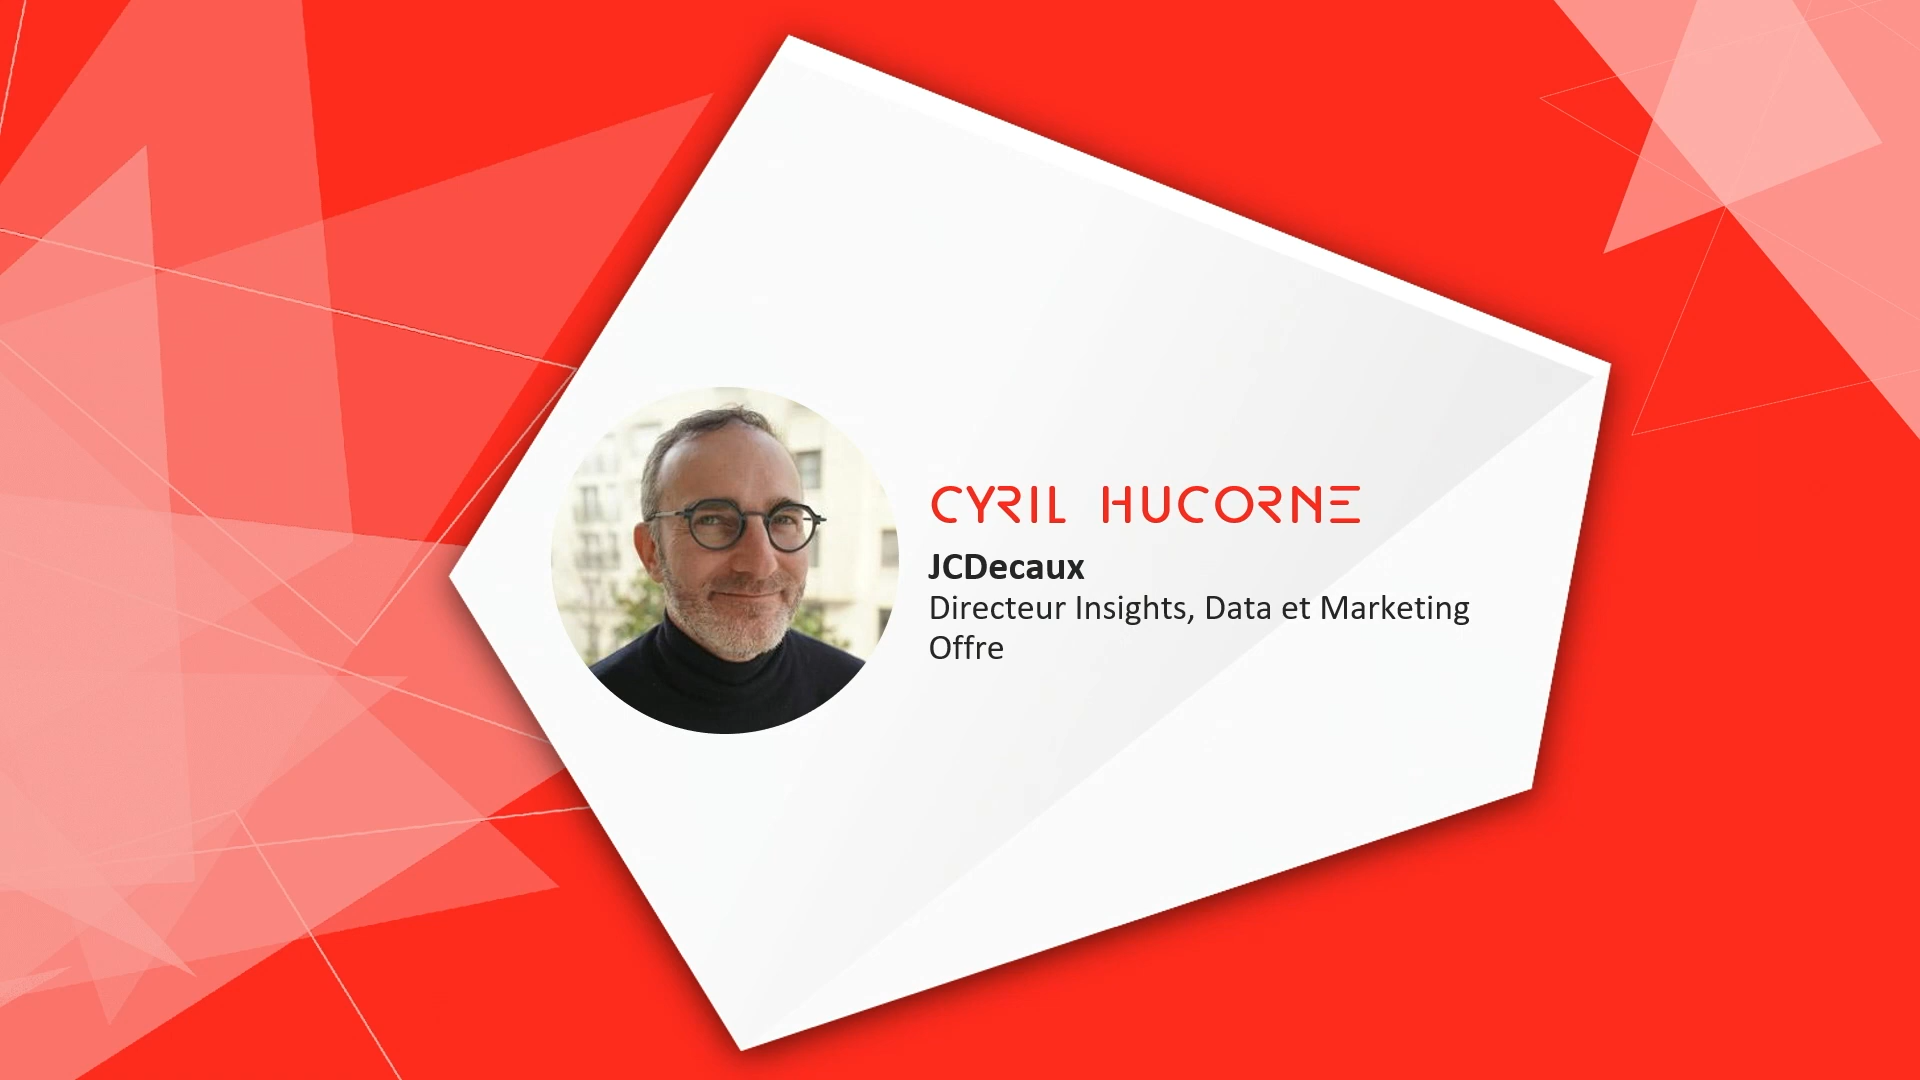 CYRIL HUCORNE
JCDecaux
Directeur Insights, Data et Marketing
Offre